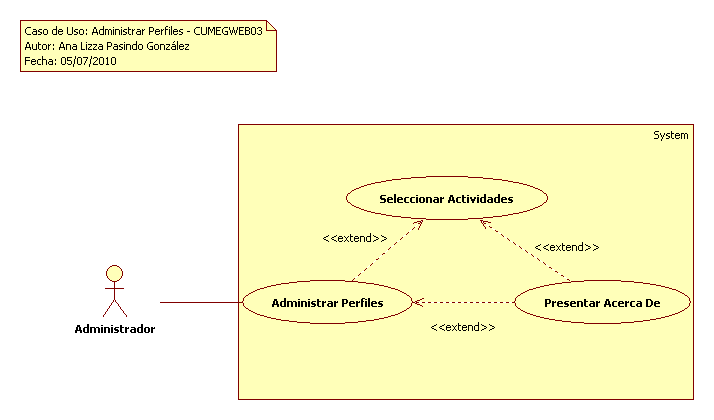 Caso de Uso: Administrar Perfiles - CUMEGWEB03
Autor: Ana Lizza Pasindo González
Fecha: 05/07/2010
System
Seleccionar Actividades
<<extend>>
<<extend>>
Administrar Perfiles
Presentar Acerca De
<<extend>>
Administrador